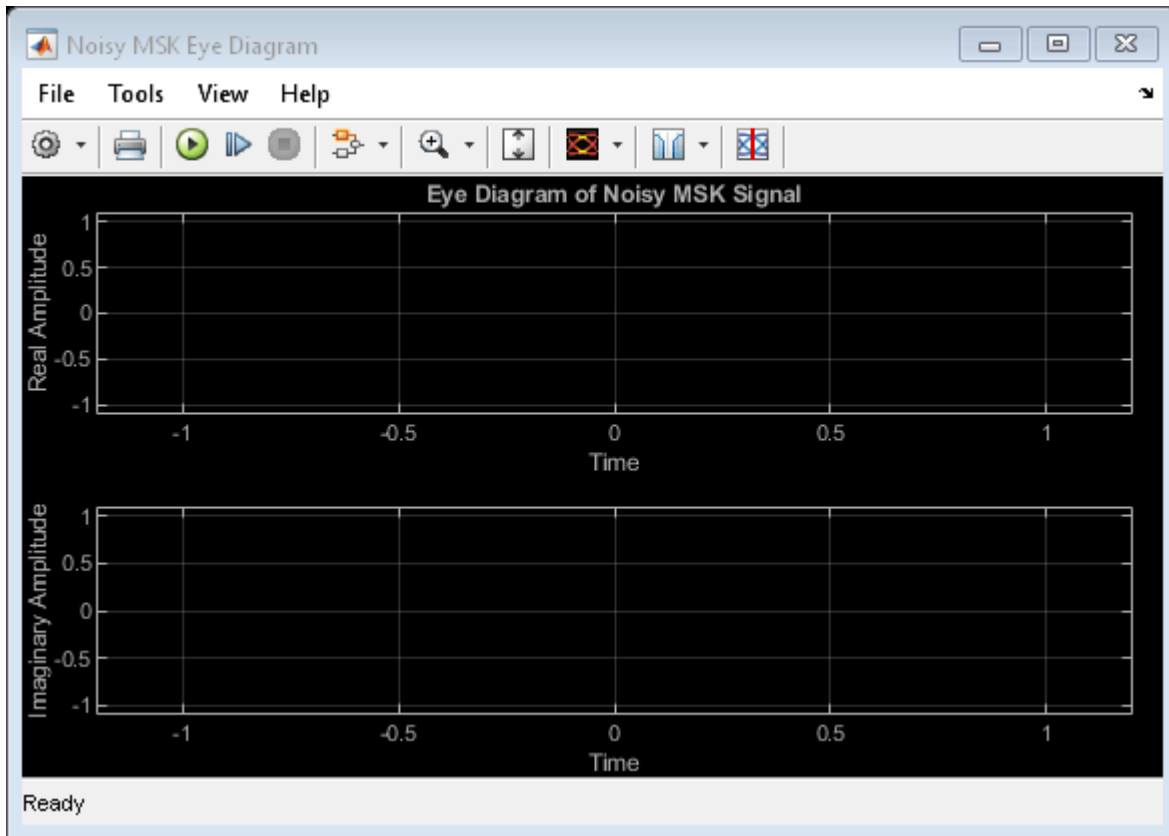 Noisy MSK Eye Diagram
File Tools View Help
Eye Diagram of Noisy MSK Signal
Real Amplitude
1
0.5
0
-0.5
-1
-1 -0.5 0 0.5 1
Time
Imaginary Amplitude
1
0.5
0
-0.5
-1
-1 -0.5 0 0.5 1
Time
Ready